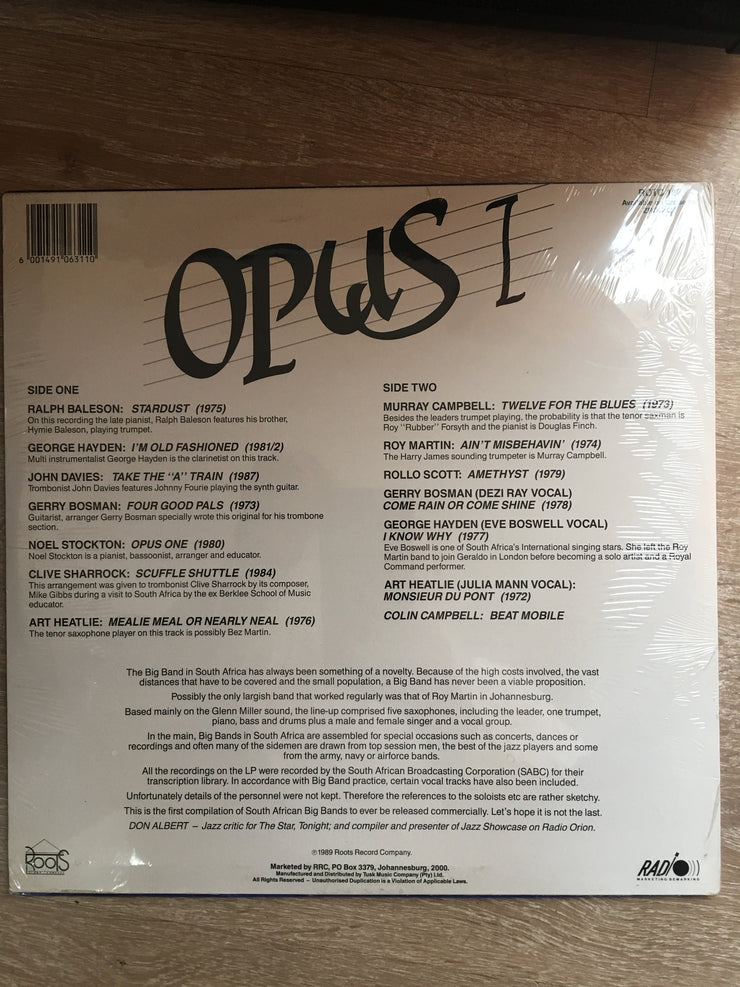 6 001491 063110
OPUS I
SIDE ONE
RALPH BALESON: STARDUST (1975)
On this recording the late pianist, Ralph Baleson features his brother,
Hymie Baleson, playing trumpet.
GEORGE HAYDEN: I'M OLD FASHIONED (1981/2)
Multi instrumentalist George Hayden is the clarinetist on this track.
JOHN DAVIES: TAKE THE "A" TRAIN (1987)
Trombonist John Davies features Johnny Fourie playing the synth guitar.
GERRY BOSMAN: FOUR GOOD PALS (1973)
Guitarist, arranger Gerry Bosman specially wrote this original for his trombone
section.
NOEL STOCKTON: OPUS ONE (1980)
Noel Stockton is a pianist, bassoonist, arranger and educator.
CLIVE SHARROCK: SCUFFLE SHUTTLE (1984)
This arrangement was given to trombonist Clive Sharrock by its composer,
Mike Gibbs during a visit to South Africa by the ex Berklee School of Music
educator.
ART HEATLIE: MEALIE MEAL OR NEARLY NEAL (1976)
The tenor saxophone player on this track is possibly Bez Martin.
SIDE TWO
MURRAY CAMPBELL: TWELVE FOR THE BLUES (1973)
Besides the leaders trumpet playing, the probability is that the tenor saxman is
Roy "Rubber" Forsyth and the pianist is Douglas Finch.
ROY MARTIN: AIN'T MISBEHAVIN' (1974)
The Harry James sounding trumpeter is Murray Campbell.
ROLLO SCOTT: AMETHYST (1979)
GERRY BOSMAN (DEZI RAY VOCAL)
COME RAIN OR COME SHINE (1978)
GEORGE HAYDEN (EVE BOSWELL VOCAL)
I KNOW WHY (1977)
Eve Boswell is one of South Africa's International singing stars. She left the Roy
Martin band to join Geraldo in London before becoming a solo artist and a Royal
Command performer.
ART HEATLIE (JULIA MANN VOCAL):
MONSIEUR DU PONT (1972)
COLIN CAMPBELL: BEAT MOBILE
The Big Band in South Africa has always been something of a novelty. Because of the high costs involved, the vast
distances that have to be covered and the small population, a Big Band has never been a viable proposition.
Possibly the only largish band that worked regularly was that of Roy Martin in Johannesburg.
Based mainly on the Glenn Miller sound, the line-up comprised five saxophones, including the leader, one trumpet,
piano, bass and drums plus a male and female singer and a vocal group.
In the main, Big Bands in South Africa are assembled for special occasions such as concerts, dances or
recordings and often many of the sidemen are drawn from top session men, the best of the jazz players and some
from the army, navy or airforce bands.
All the recordings on the LP were recorded by the South African Broadcasting Corporation (SABC) for their
transcription library. In accordance with Big Band practice, certain vocal tracks have also been included.
Unfortunately details of the personnel were not kept. Therefore the references to the soloists etc are rather sketchy.
This is the first compilation of South African Big Bands to ever be released commercially. Let's hope it is not the last.
DON ALBERT – Jazz critic for The Star, Tonight; and compiler and presenter of Jazz Showcase on Radio Orion.
℗1989 Roots Record Company.
Marketed by RRC, PO Box 3379, Johannesburg, 2000.
Manufactured and Distributed by Tusk Music Company (Pty) Ltd.
All Rights Reserved – Unauthorised Duplication is a Violation of Applicable Laws.
ROOTS
RADIO